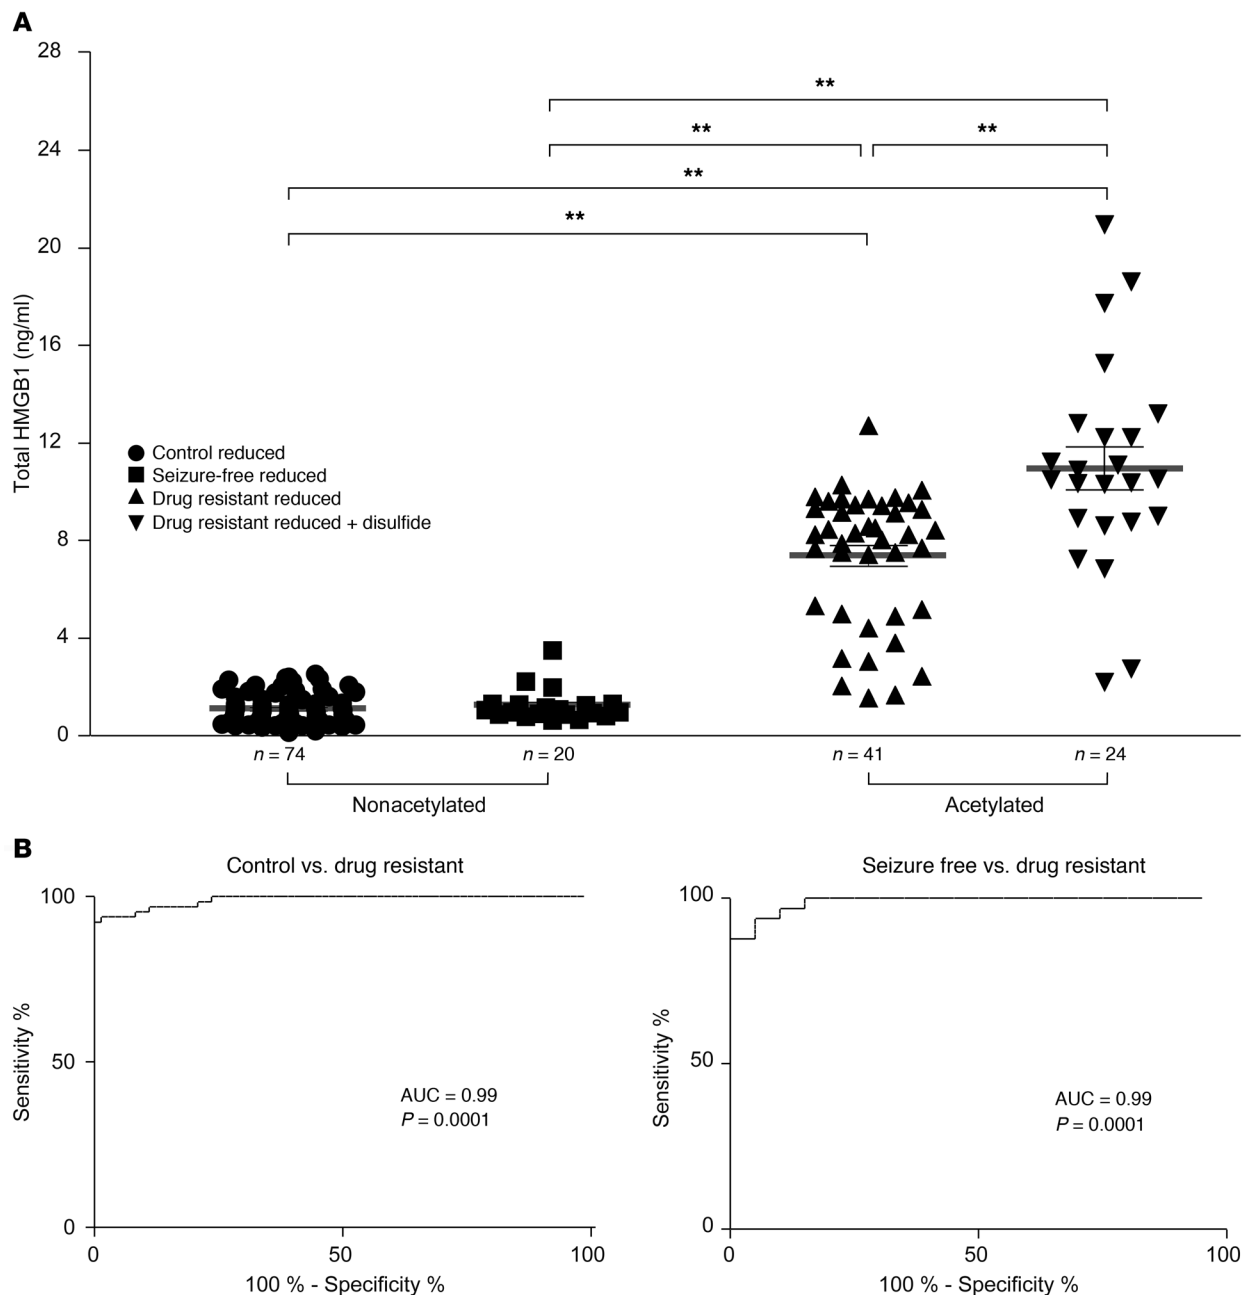 A
28
24
20
16
12
8
4
0
Total HMGB1 (ng/ml)
**
**
**
**
**
Control reduced
Seizure-free reduced
Drug resistant reduced
Drug resistant reduced + disulfide
n = 74
n = 20
n = 41
n = 24
Nonacetylated
Acetylated
B
Control vs. drug resistant
100
50
0
Sensitivity %
AUC = 0.99
P = 0.0001
0
50
100
100 % - Specificity %
Seizure free vs. drug resistant
100
50
0
Sensitivity %
AUC = 0.99
P = 0.0001
0
50
100
100 % - Specificity %